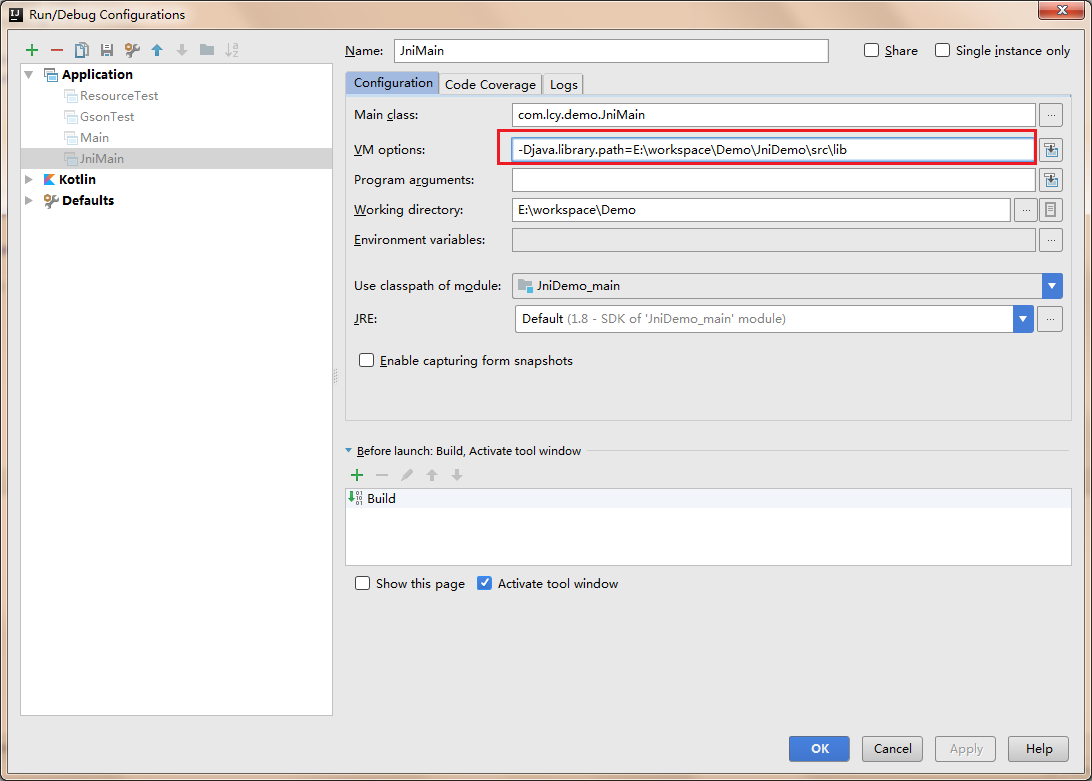 Run/Debug Configurations
Name: JniMain
Share
Single instance only
Application
ResourceTest
GsonTest
Main
JniMain
Kotlin
Defaults
Configuration
Code Coverage
Logs
Main class: com.lcy.demo.JniMain
VM options: -Djava.library.path=E:\workspace\Demo\JniDemo\src\lib
Program arguments:
Working directory: E:\workspace\Demo
Environment variables:
Use classpath of module: JniDemo_main
JRE: Default (1.8 - SDK of 'JniDemo_main' module)
Enable capturing form snapshots
Before launch: Build, Activate tool window
Build
Show this page
Activate tool window
OK
Cancel
Apply
Help